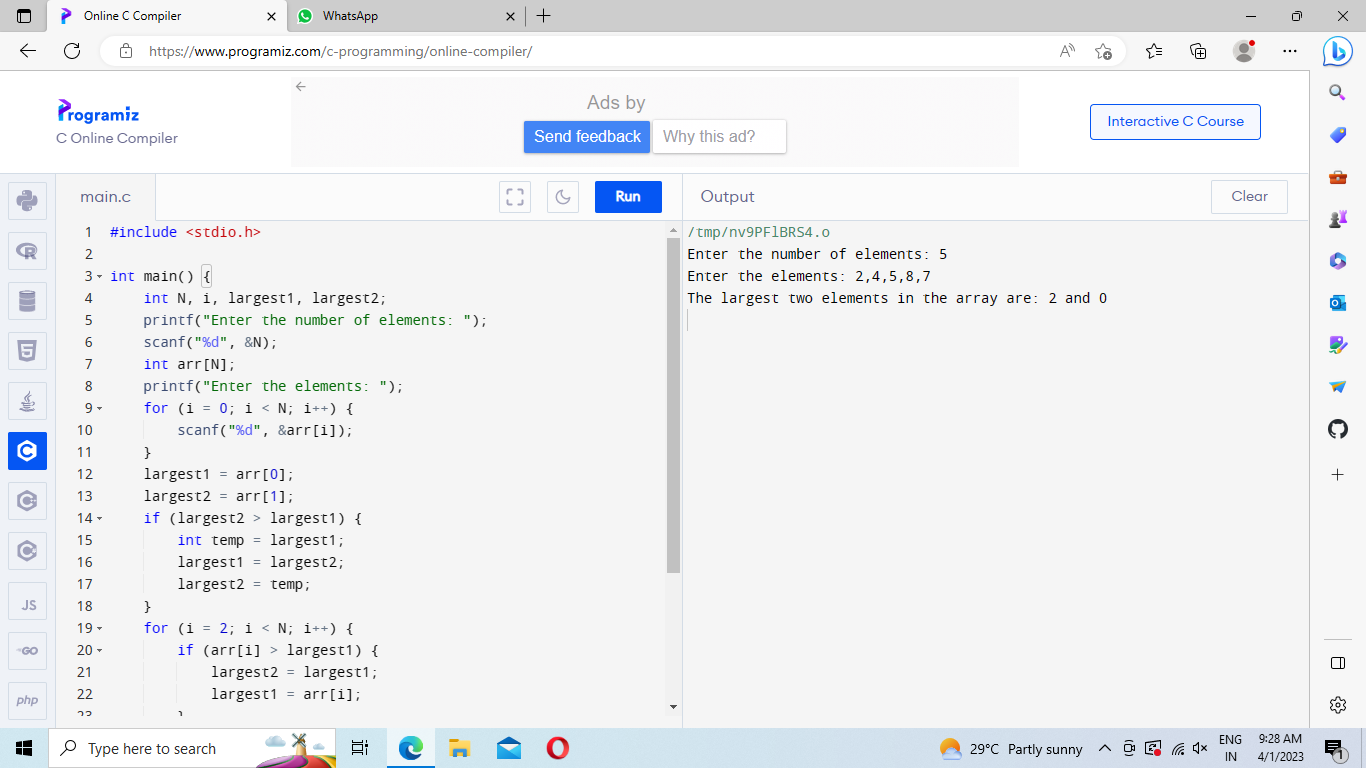 Online C Compiler
WhatsApp
https://www.programiz.com/c-programming/online-compiler/
Programiz
C Online Compiler
Ads by
Send feedback
Why this ad?
Interactive C Course
main.c
Run
Output
Clear
1 #include <stdio.h>
2
3 int main() {
4 int N, i, largest1, largest2;
5 printf("Enter the number of elements: ");
6 scanf("%d", &N);
7 int arr[N];
8 printf("Enter the elements: ");
9 for (i = 0; i < N; i++) {
10 scanf("%d", &arr[i]);
11 }
12 largest1 = arr[0];
13 largest2 = arr[1];
14 if (largest2 > largest1) {
15 int temp = largest1;
16 largest1 = largest2;
17 largest2 = temp;
18 }
19 for (i = 2; i < N; i++) {
20 if (arr[i] > largest1) {
21 largest2 = largest1;
22 largest1 = arr[i];
23 }
/tmp/nv9PFlBRS4.o
Enter the number of elements: 5
Enter the elements: 2,4,5,8,7
The largest two elements in the array are: 2 and 0
JS
GO
php
Type here to search
29°C Partly sunny
ENG
IN
9:28 AM
4/1/2023
1